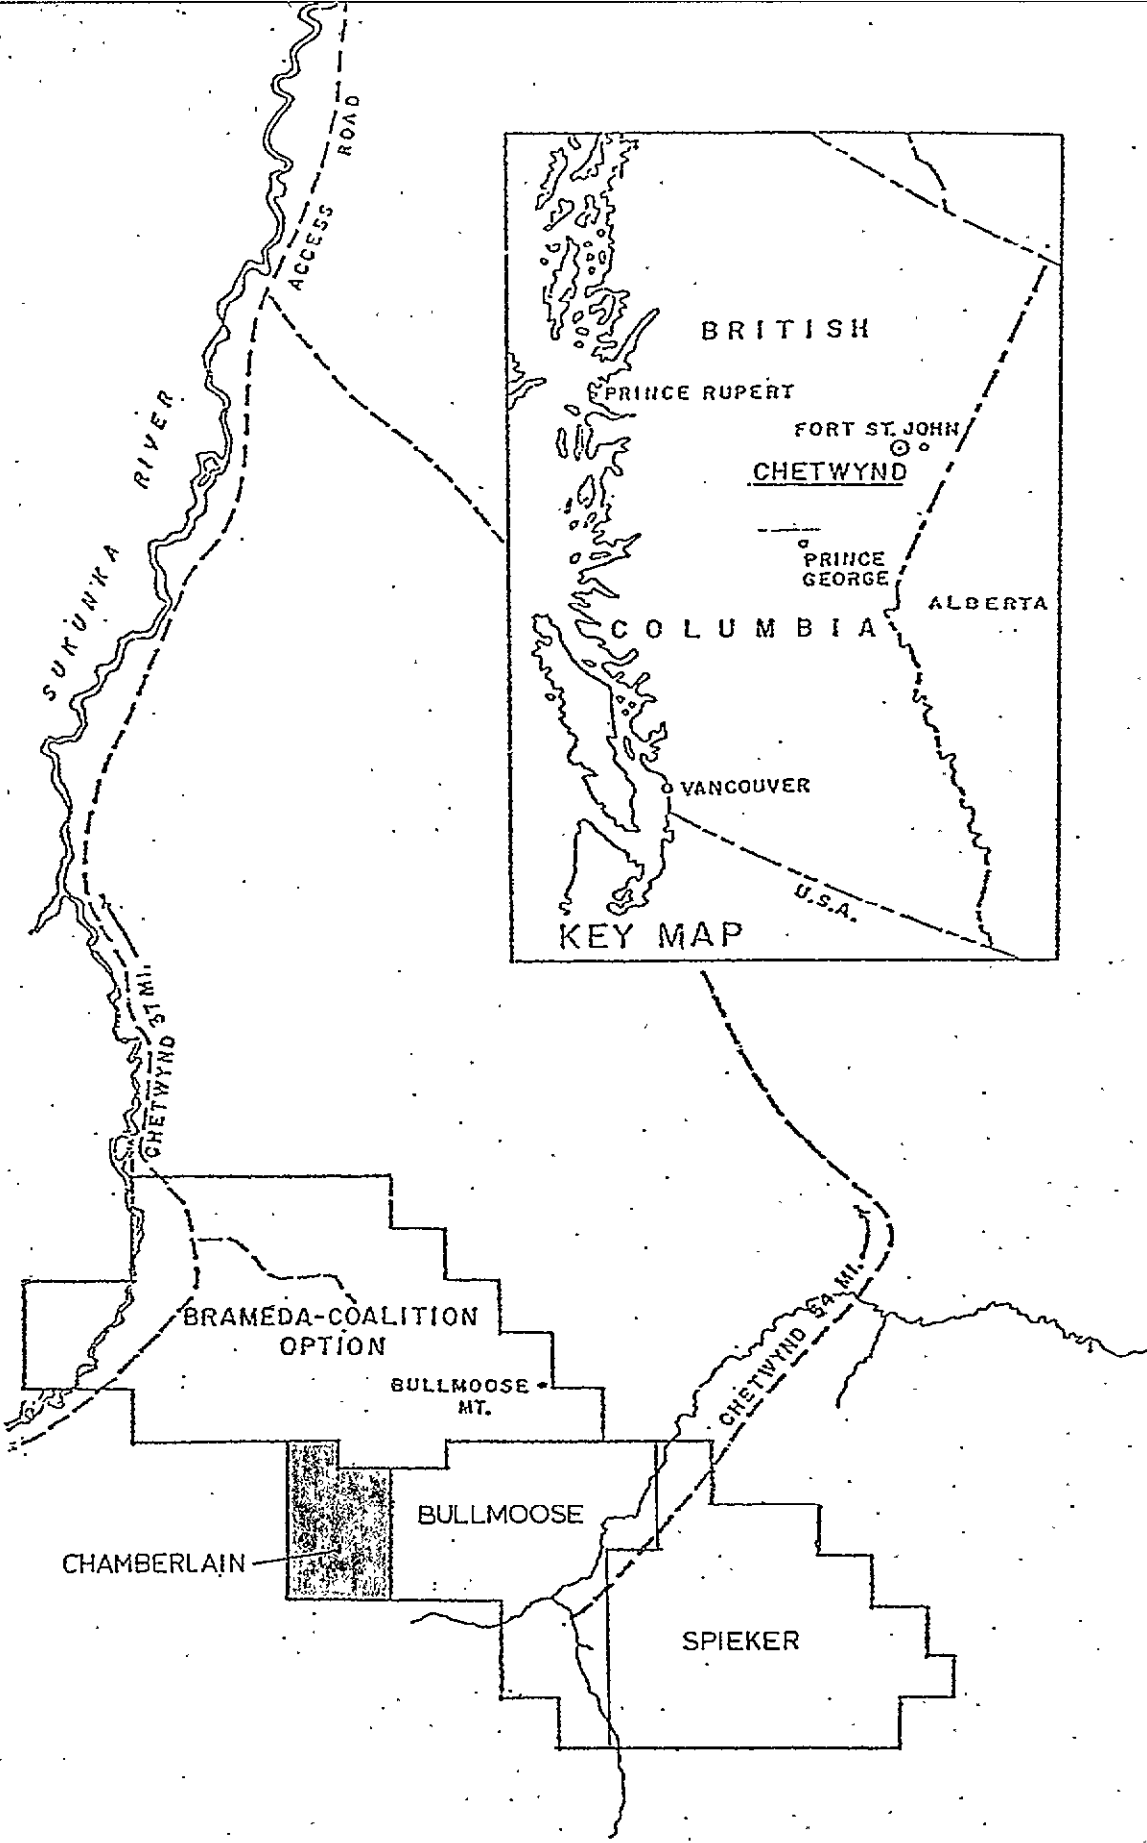 ACCESS ROAD
BRITISH
PRINCE RUPERT
FORT ST. JOHN
CHETWYND
RIVER
SUKUNKA
PRINCE
GEORGE
ALBERTA
COLUMBIA
VANCOUVER
U.S.A.
KEY MAP
CHETWYND 37 MI.
BRAMEDA-COALITION
OPTION
CHETWYND 54 MI.
BULLMOOSE
MT.
BULLMOOSE
CHAMBERLAIN
SPIEKER